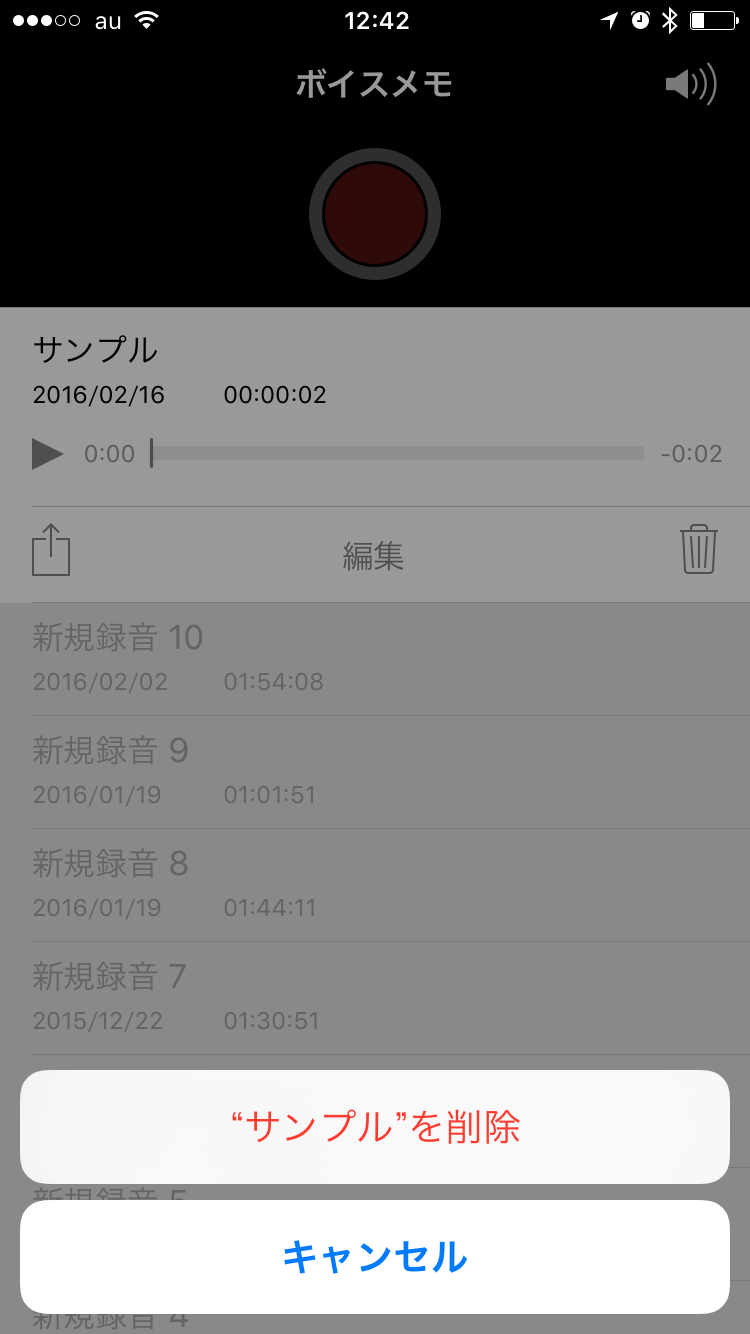 au 12:42
ボイスメモ
サンプル
2016/02/16 00:00:02
0:00 -0:02
編集
新規録音 10
2016/02/02 01:54:08
新規録音 9
2016/01/19 01:01:51
新規録音 8
2016/01/19 01:44:11
新規録音 7
2015/12/22 01:30:51
“サンプル”を削除
新規録音 5
キャンセル
新規録音 4